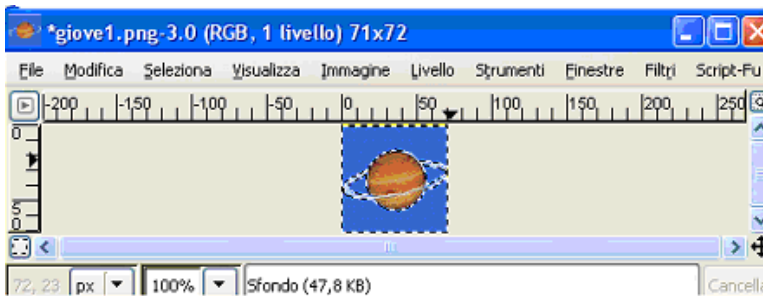 *giove1.png-3.0 (RGB, 1 livello) 71x72
File Modifica Seleziona Visualizza Immagine Livello Strumenti Finestre Filtri Script-Fu
-200 -150 -100 -50 0 50 100 150 200 250
0
50
72, 23 px 100% Sfondo (47,8 KB) Cancella